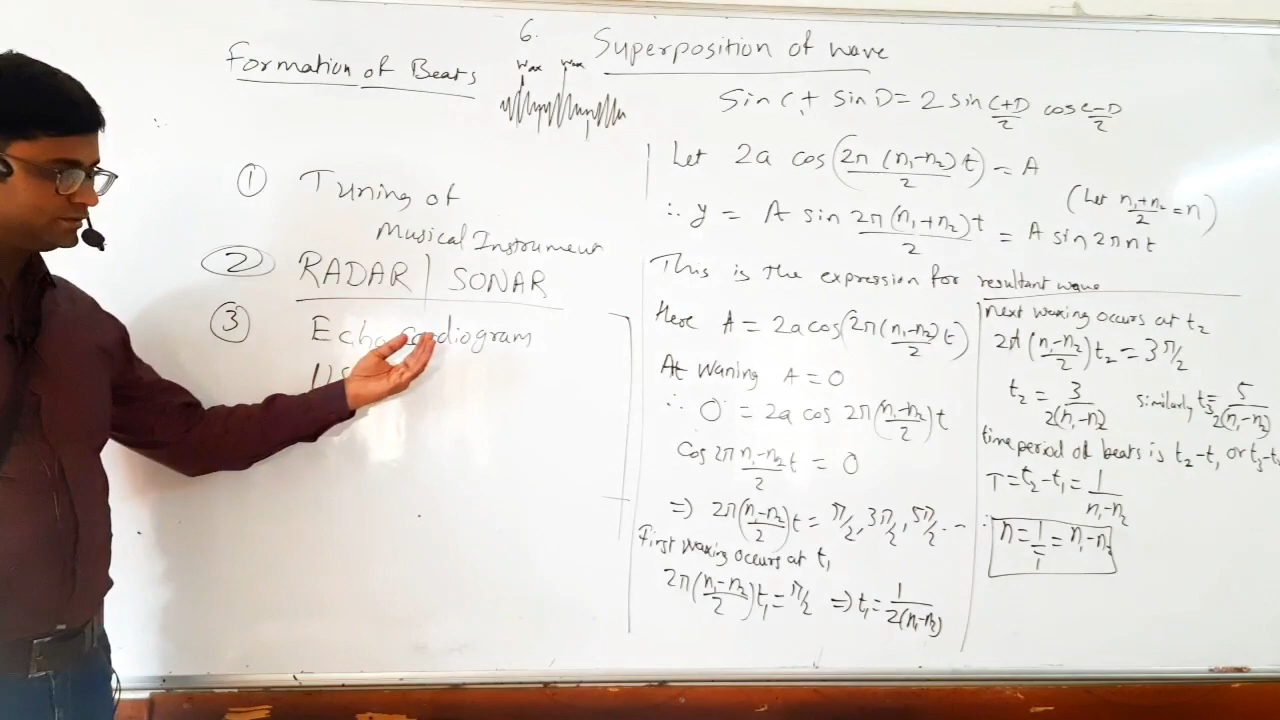 6. Superposition of wave
Formation of Beats
Wax Wax
① Tuning of
Musical Instrument
② RADAR | SONAR
③ Echocardiogram
US
Sin C + Sin D = 2 sin (C+D)/2 cos (C-D)/2
Let 2a cos(2π (n₁-n₂)/2 t) = A
∴ y = A sin 2π(n₁+n₂)t/2 = A sin 2πnt
(Let (n₁+n₂)/2 = n)
This is the expression for resultant wave
Here A = 2a cos(2π(n₁-n₂)/2 t)
At waning A = 0
∴ 0 = 2a cos 2π((n₁-n₂)/2)t
Cos 2π (n₁-n₂)/2 t = 0
⇒ 2π((n₁-n₂)/2)t = π/2, 3π/2, 5π/2 ...
First waxing occurs at t₁
2π((n₁-n₂)/2)t₁ = π/2 ⇒ t₁ = 1/2(n₁-n₂)
next waxing occurs at t₂
2π((n₁-n₂)/2)t₂ = 3π/2
t₂ = 3/2(n₁-n₂) similarly t₃ = 5/2(n₁-n₂)
time period of beats is t₂-t₁ or t₃-t₂
T = t₂-t₁ = 1/(n₁-n₂)
∴ n = 1/T = n₁-n₂